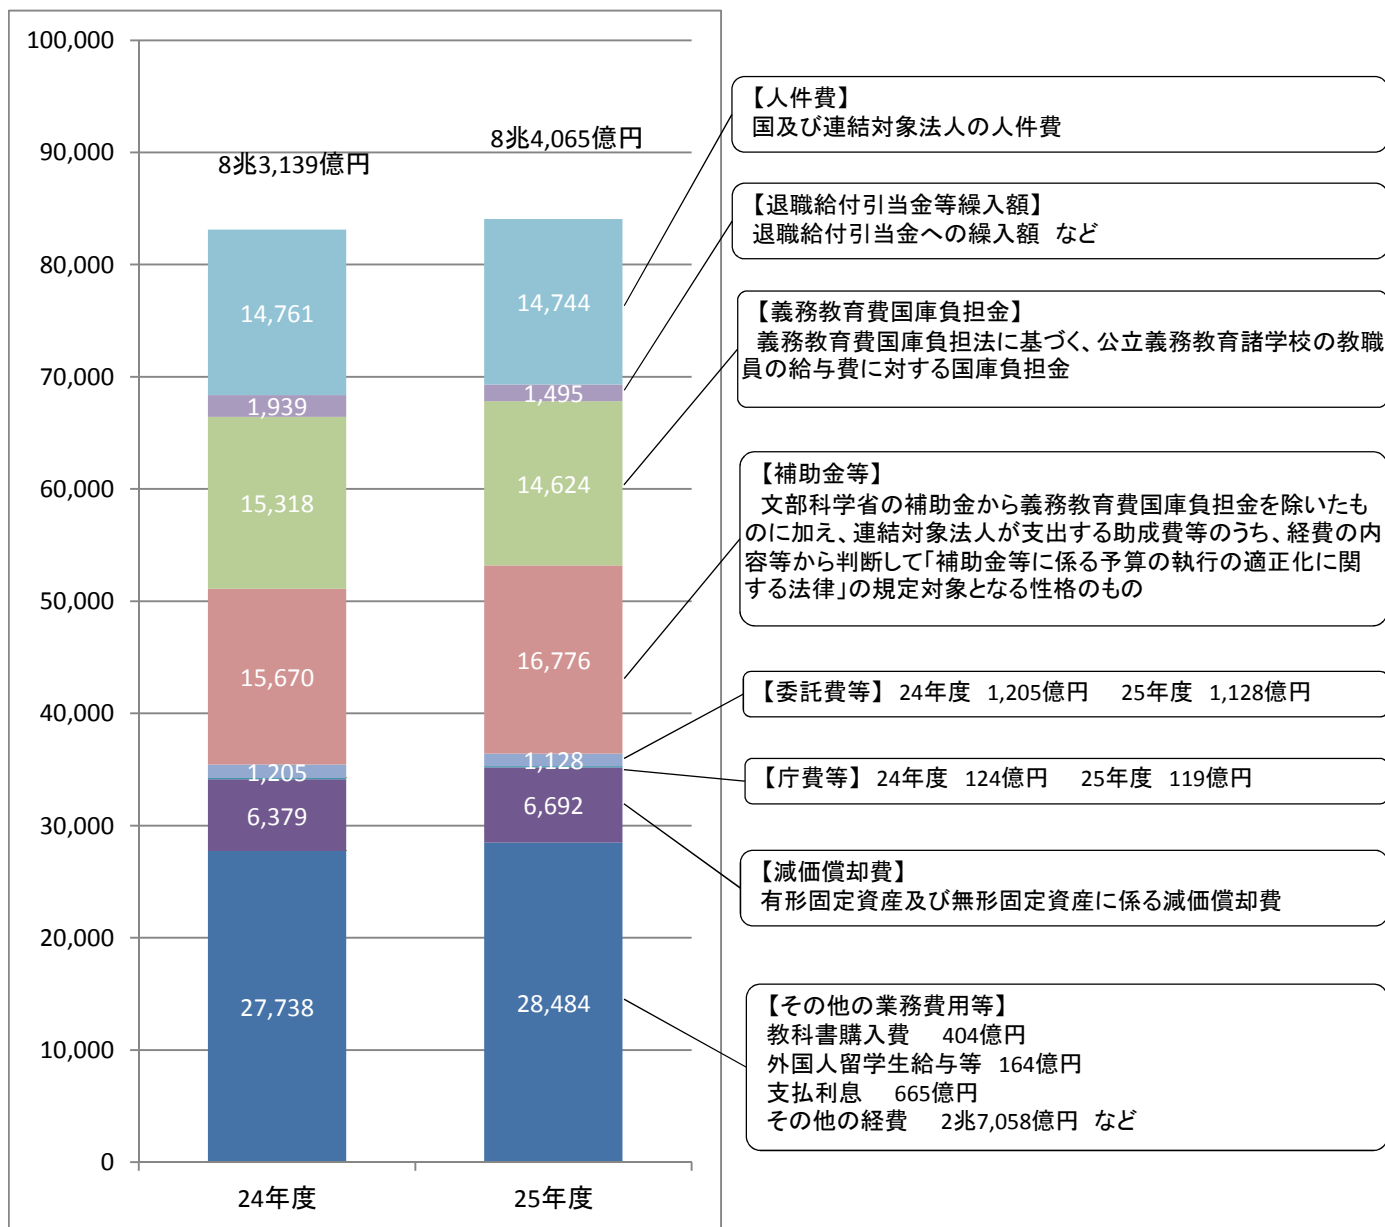 100,000
90,000
80,000
70,000
60,000
50,000
40,000
30,000
20,000
10,000
0
8兆3,139億円
8兆4,065億円
14,761
1,939
15,318
15,670
1,205
6,379
27,738
14,744
1,495
14,624
16,776
1,128
6,692
28,484
24年度
25年度
【人件費】
国及び連結対象法人の人件費
【退職給付引当金等繰入額】
退職給付引当金への繰入額 など
【義務教育費国庫負担金】
義務教育費国庫負担法に基づく、公立義務教育諸学校の教職
員の給与費に対する国庫負担金
【補助金等】
文部科学省の補助金から義務教育費国庫負担金を除いたも
のに加え、連結対象法人が支出する助成費等のうち、経費の内
容等から判断して「補助金等に係る予算の執行の適正化に関
する法律」の規定対象となる性格のもの
【委託費等】 24年度 1,205億円 25年度 1,128億円
【庁費等】 24年度 124億円 25年度 119億円
【減価償却費】
有形固定資産及び無形固定資産に係る減価償却費
【その他の業務費用等】
教科書購入費 404億円
外国人留学生給与等 164億円
支払利息 665億円
その他の経費 2兆7,058億円 など